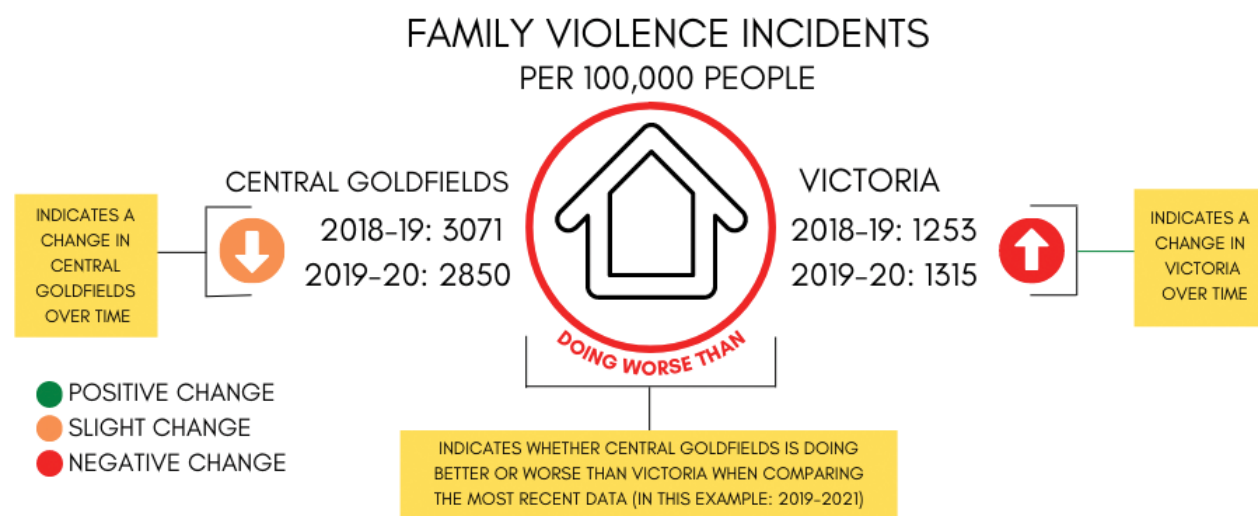 FAMILY VIOLENCE INCIDENTS
PER 100,000 PEOPLE
CENTRAL GOLDFIELDS
2018-19: 3071
2019-20: 2850
VICTORIA
2018-19: 1253
2019-20: 1315
INDICATES A
CHANGE IN
CENTRAL
GOLDFIELDS
OVER TIME
INDICATES A
CHANGE IN
VICTORIA
OVER TIME
DOING WORSE THAN
POSITIVE CHANGE
SLIGHT CHANGE
NEGATIVE CHANGE
INDICATES WHETHER CENTRAL GOLDFIELDS IS DOING
BETTER OR WORSE THAN VICTORIA WHEN COMPARING
THE MOST RECENT DATA (IN THIS EXAMPLE: 2019-2021)